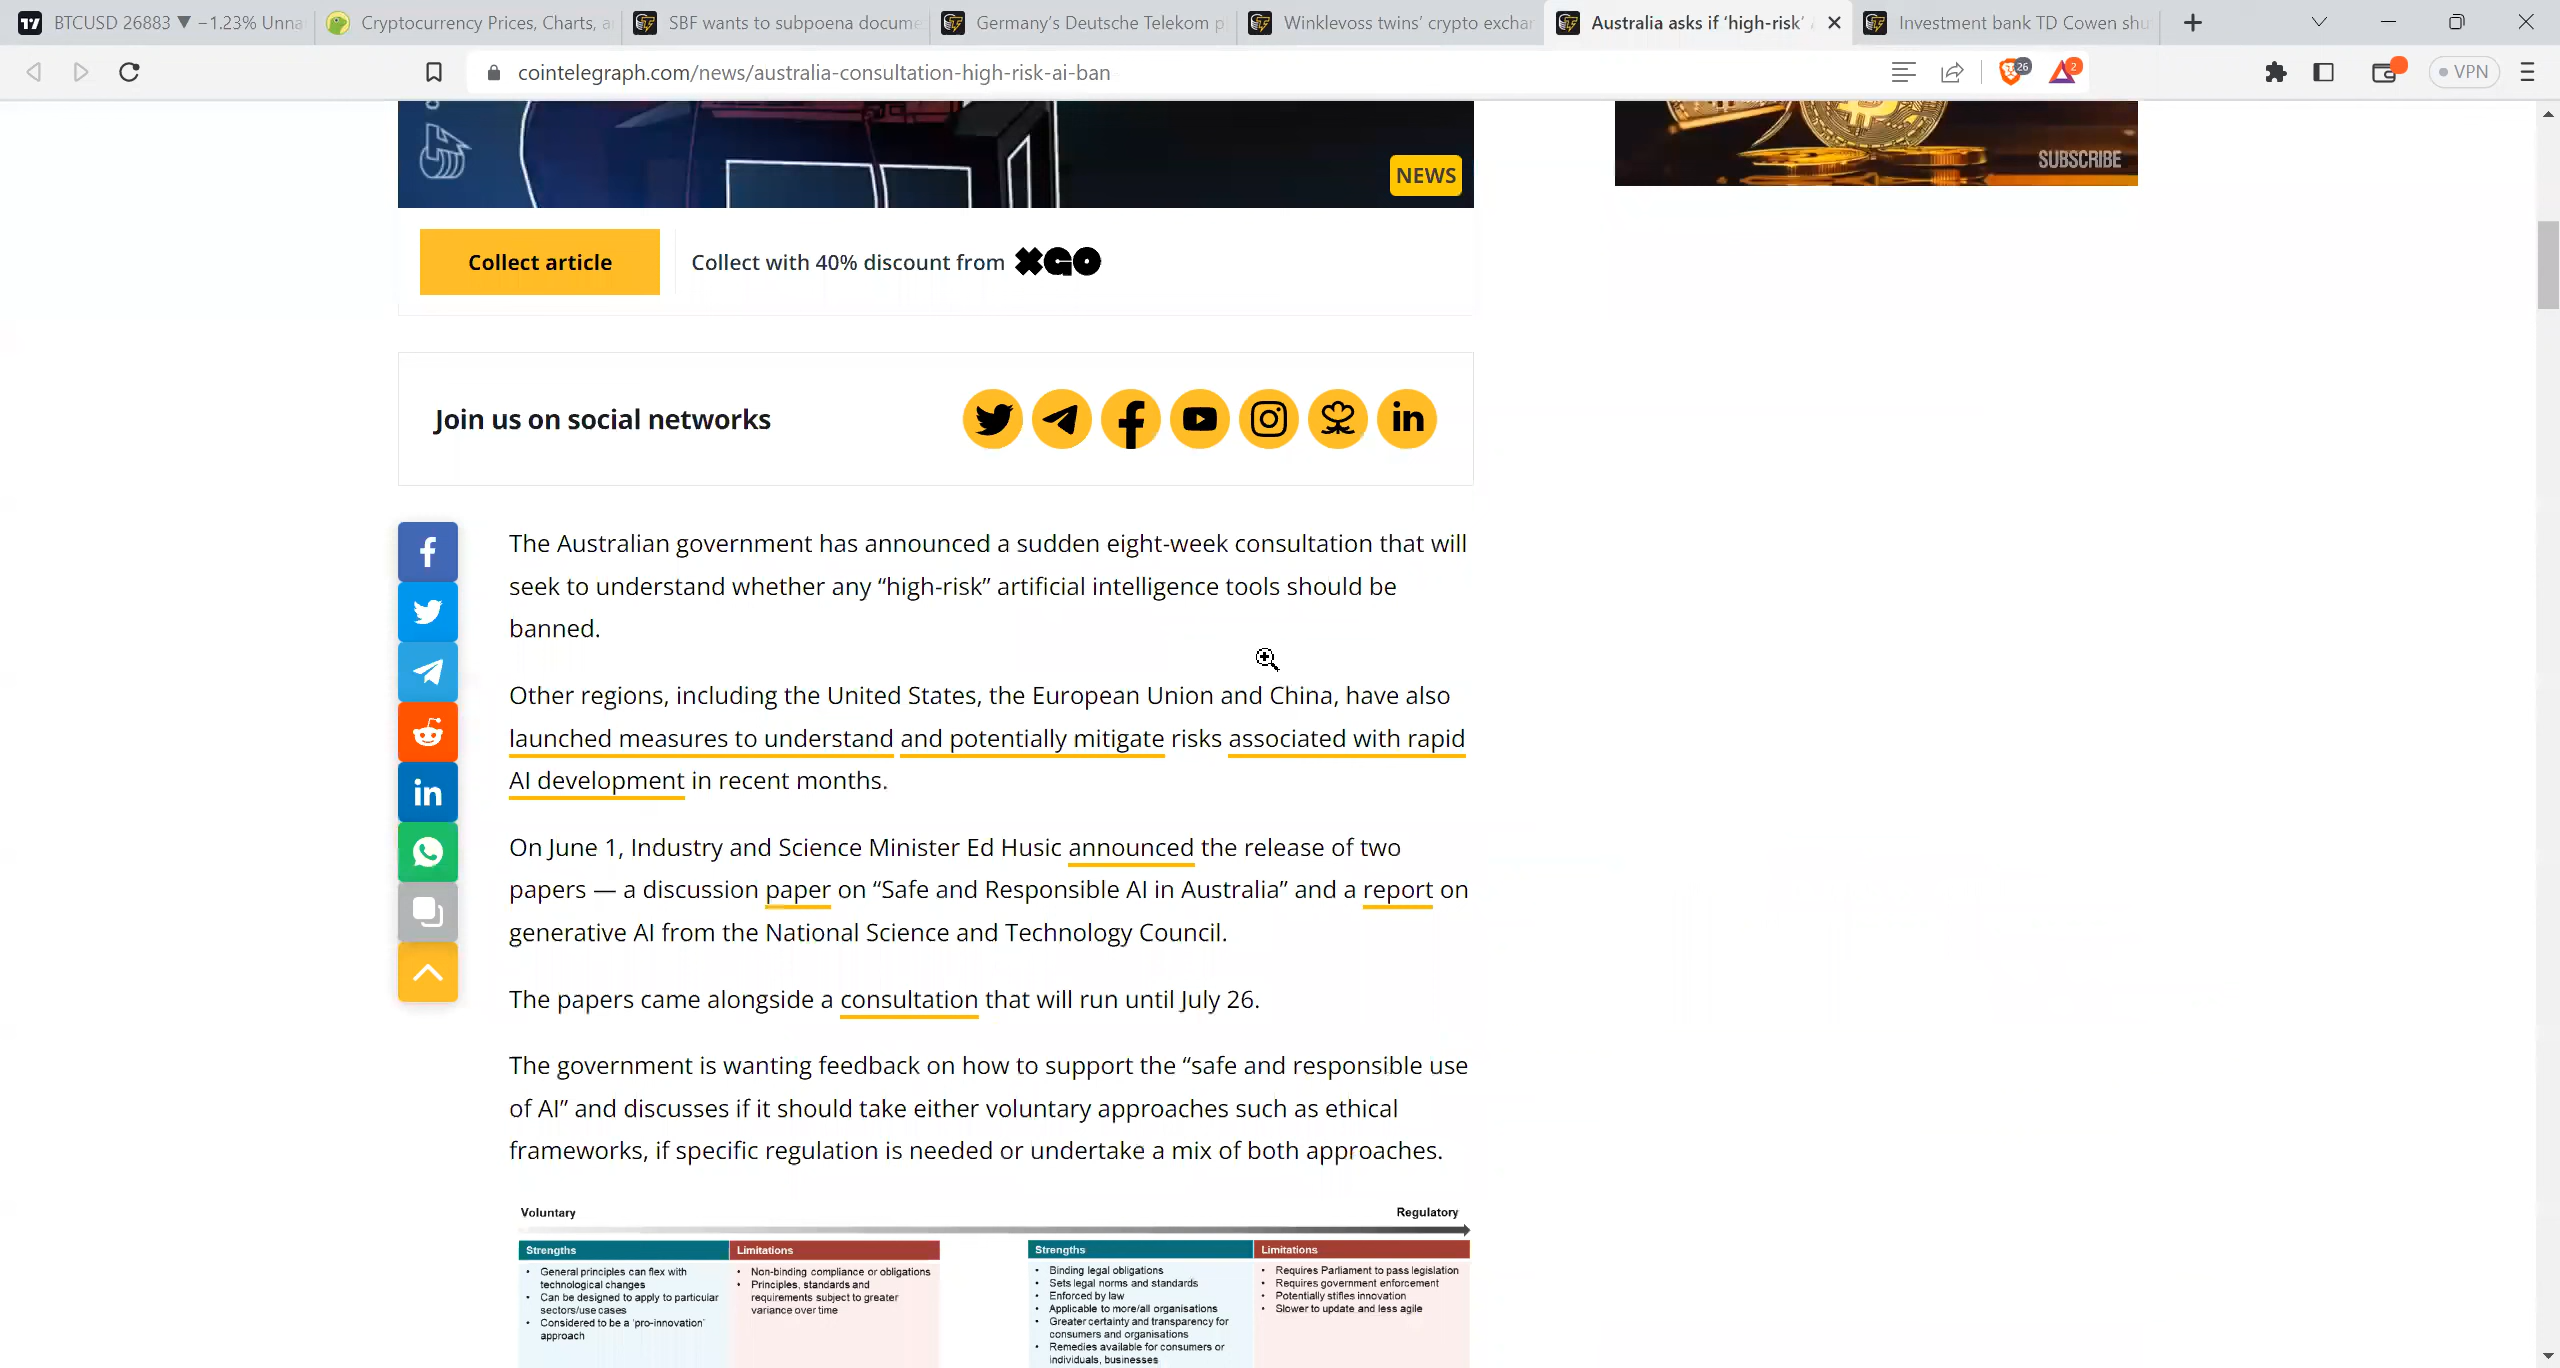 BTCUSD 26883 ▼ −1.23% Unna
Cryptocurrency Prices, Charts, a
SBF wants to subpoena docume
Germany’s Deutsche Telekom p
Winklevoss twins’ crypto exchan
Australia asks if ‘high-risk’
Investment bank TD Cowen shu
cointelegraph.com/news/australia-consultation-high-risk-ai-ban
26
2
VPN
NEWS
SUBSCRIBE
Collect article
Collect with 40% discount from XGO
Join us on social networks
The Australian government has announced a sudden eight-week consultation that will
seek to understand whether any “high-risk” artificial intelligence tools should be
banned.
Other regions, including the United States, the European Union and China, have also
launched measures to understand and potentially mitigate risks associated with rapid
AI development in recent months.
On June 1, Industry and Science Minister Ed Husic announced the release of two
papers — a discussion paper on “Safe and Responsible AI in Australia” and a report on
generative AI from the National Science and Technology Council.
The papers came alongside a consultation that will run until July 26.
The government is wanting feedback on how to support the “safe and responsible use
of AI” and discusses if it should take either voluntary approaches such as ethical
frameworks, if specific regulation is needed or undertake a mix of both approaches.
Voluntary
Regulatory
Strengths
• General principles can flex with
technological changes
• Can be designed to apply to particular
sectors/use cases
• Considered to be a ‘pro-innovation’
approach
Limitations
• Non-binding compliance or obligations
• Principles, standards and
requirements subject to greater
variance over time
Strengths
• Binding legal obligations
• Sets legal norms and standards
• Enforced by law
• Applicable to more/all organisations
• Greater certainty and transparency for
consumers and organisations
• Remedies available for consumers or
individuals, businesses
Limitations
• Requires Parliament to pass legislation
• Requires government enforcement
• Potentially stifles innovation
• Slower to update and less agile